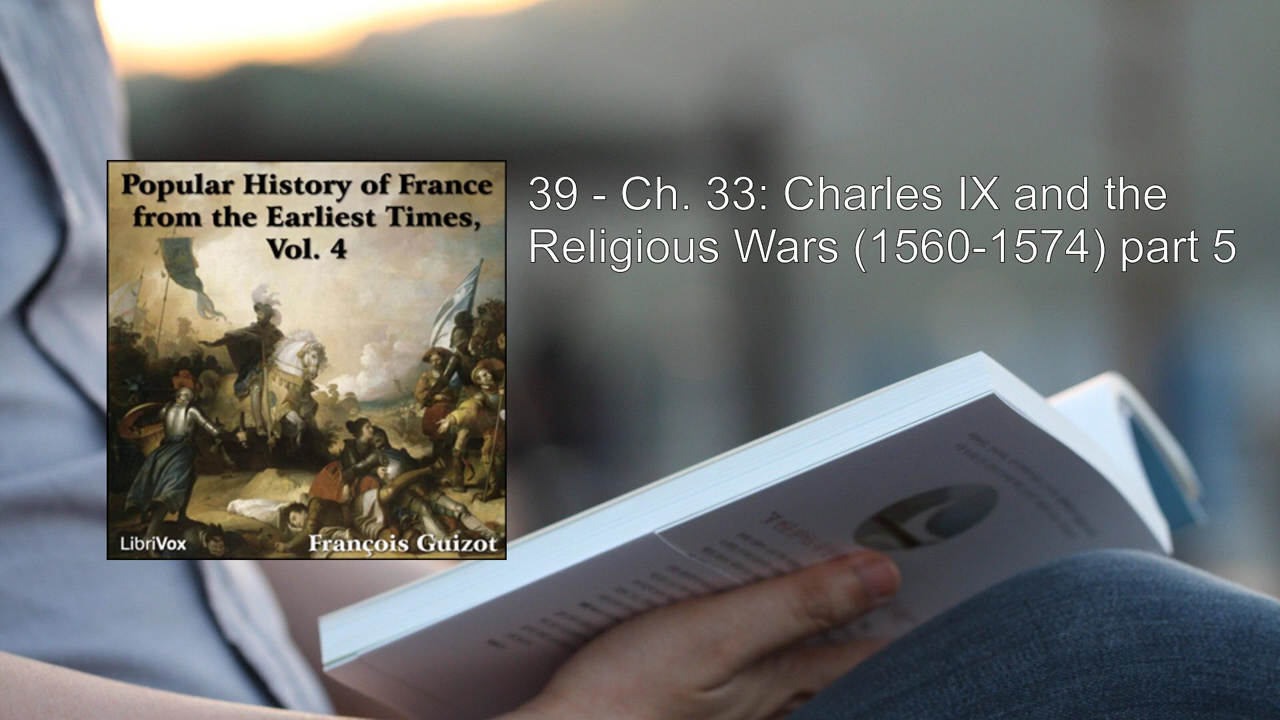 Popular History of France
from the Earliest Times,
Vol. 4
LibriVox
François Guizot
39 - Ch. 33: Charles IX and the
Religious Wars (1560-1574) part 5